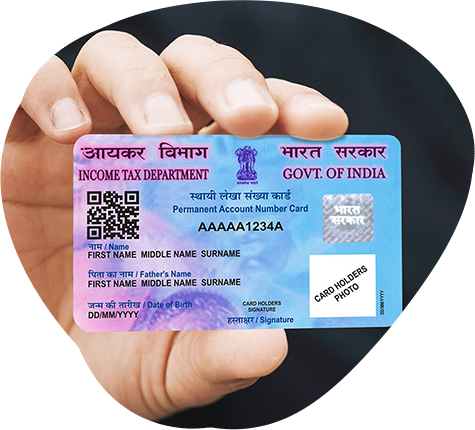 आयकर विभाग
भारत सरकार
INCOME TAX DEPARTMENT
GOVT. OF INDIA
स्थायी लेखा संख्या कार्ड
Permanent Account Number Card
AAAAA1234A
भारत सरकार
नाम / Name
FIRST NAME MIDDLE NAME SURNAME
पिता का नाम / Father's Name
FIRST NAME MIDDLE NAME SURNAME
CARD HOLDERS
PHOTO
जन्म की तारीख / Date of Birth
DD/MM/YYYY
CARD HOLDERS
SIGNATURE
हस्ताक्षर / Signature
DD/MM/YYYY